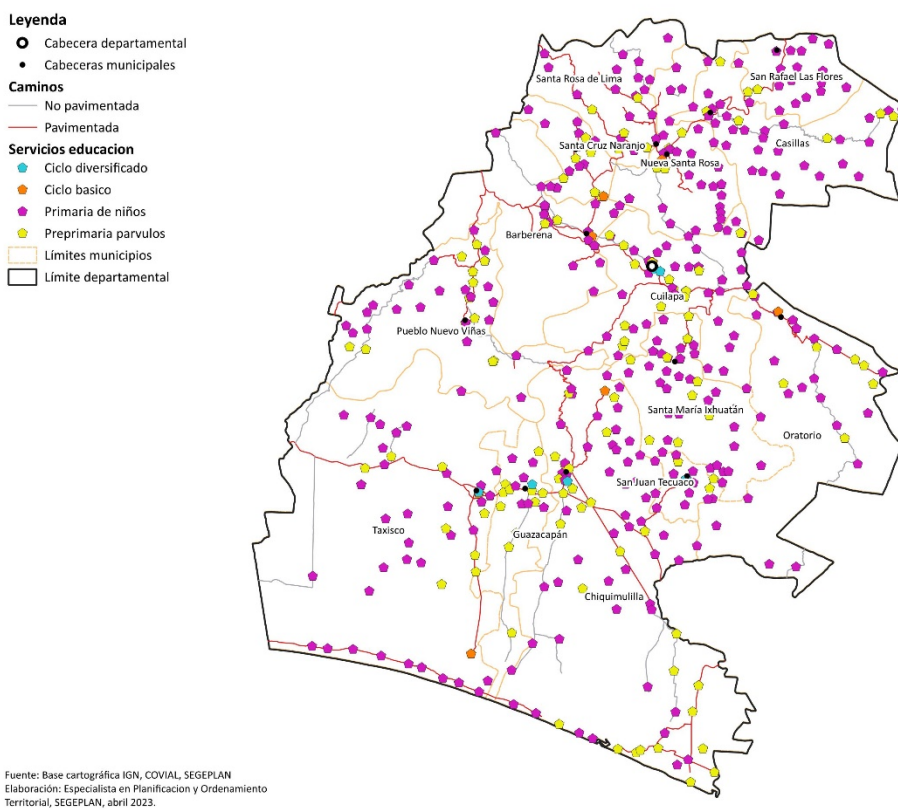 Leyenda
Cabecera departamental
Cabeceras municipales
Caminos
No pavimentada
Pavimentada
Servicios educacion
Ciclo diversificado
Ciclo basico
Primaria de niños
Preprimaria parvulos
Límites municipios
Límite departamental
Santa Rosa de Lima
San Rafael Las Flores
Santa Cruz Naranjo
Casillas
Nueva Santa Rosa
Barberena
Cuilapa
Pueblo Nuevo Viñas
Santa María Ixhuatán
Oratorio
San Juan Tecuaco
Taxisco
Guazacapán
Chiquimulilla
Fuente: Base cartográfica IGN, COVIAL, SEGEPLAN
Elaboración: Especialista en Planificacion y Ordenamiento
Territorial, SEGEPLAN, abril 2023.